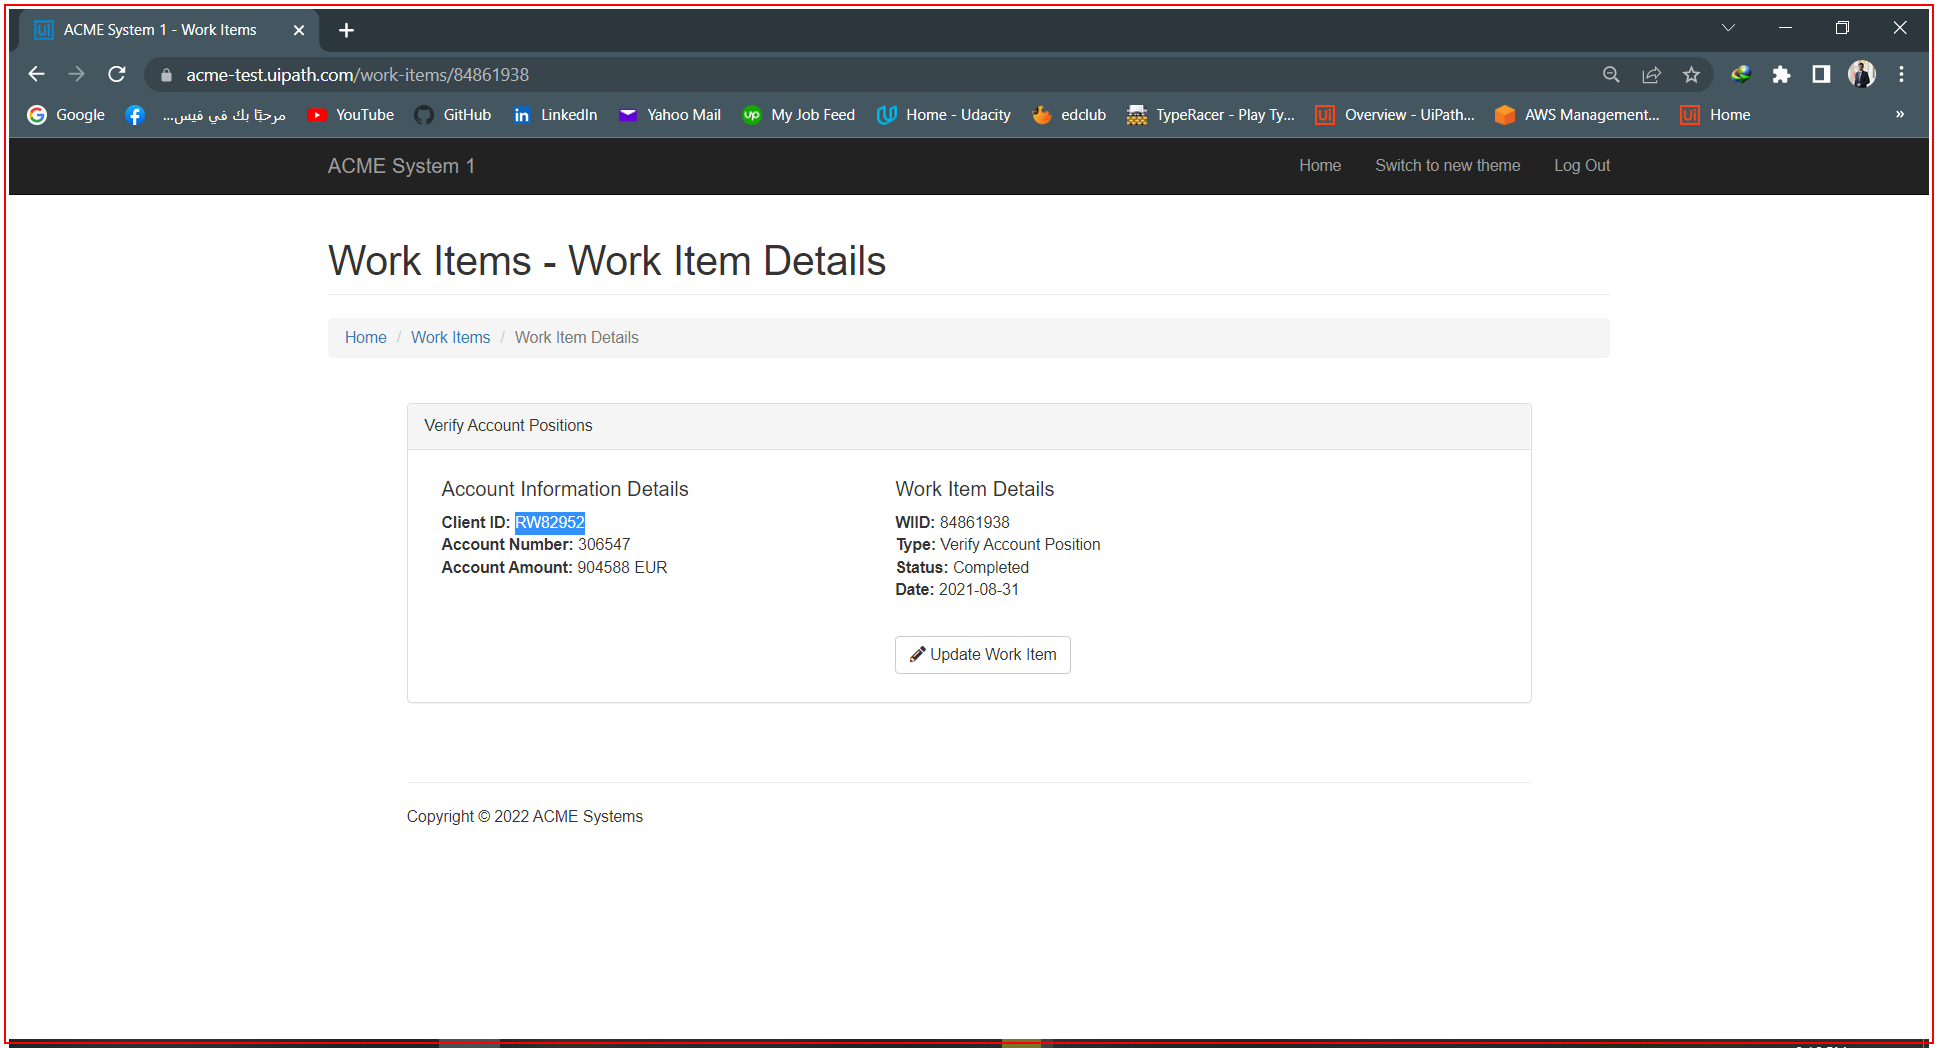 ACME System 1 - Work Items
acme-test.uipath.com/work-items/84861938
Google
مرحبًا بك في فيس...
YouTube
GitHub
LinkedIn
Yahoo Mail
My Job Feed
Home - Udacity
edclub
TypeRacer - Play Ty...
Overview - UiPath...
AWS Management...
Home
»
ACME System 1
Home
Switch to new theme
Log Out
Work Items - Work Item Details
Home / Work Items / Work Item Details
Verify Account Positions
Account Information Details
Client ID: RW82952
Account Number: 306547
Account Amount: 904588 EUR
Work Item Details
WIID: 84861938
Type: Verify Account Position
Status: Completed
Date: 2021-08-31
Update Work Item
Copyright © 2022 ACME Systems